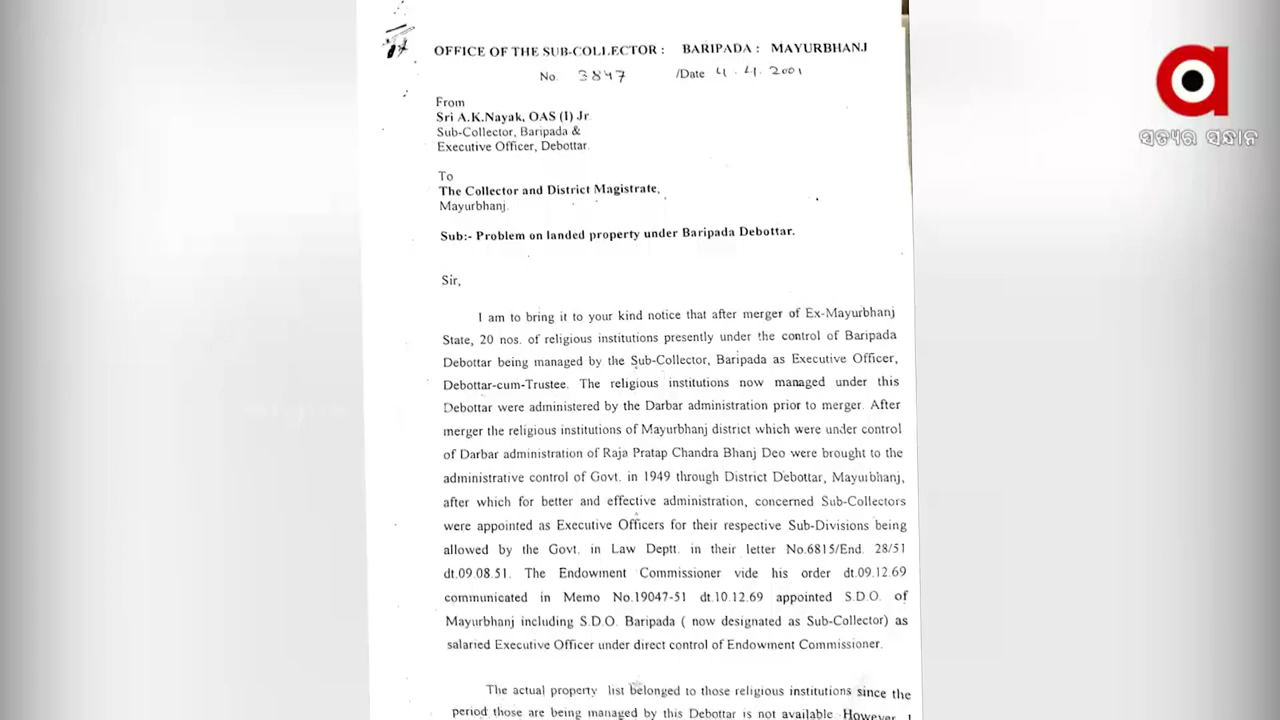 OFFICE OF THE SUB-COLLECTOR : BARIPADA : MAYURBHANJ
No. 3847 /Date 4.4.2001
From
Sri A.K.Nayak, OAS (I) Jr.
Sub-Collector, Baripada &
Executive Officer, Debottar.
To
The Collector and District Magistrate,
Mayurbhanj.
Sub:- Problem on landed property under Baripada Debottar.
Sir,
I am to bring it to your kind notice that after merger of Ex-Mayurbhanj
State, 20 nos. of religious institutions presently under the control of Baripada
Debottar being managed by the Sub-Collector, Baripada as Executive Officer,
Debottar-cum-Trustee. The religious institutions now managed under this
Debottar were administered by the Darbar administration prior to merger. After
merger the religious institutions of Mayurbhanj district which were under control
of Darbar administration of Raja Pratap Chandra Bhanj Deo were brought to the
administrative control of Govt. in 1949 through District Debottar, Mayurbhanj,
after which for better and effective administration, concerned Sub-Collectors
were appointed as Executive Officers for their respective Sub-Divisions being
allowed by the Govt. in Law Deptt. in their letter No.6815/End. 28/51
dt.09.08.51. The Endowment Commissioner vide his order dt.09.12.69
communicated in Memo No.19047-51 dt.10.12.69 appointed S.D.O. of
Mayurbhanj including S.D.O. Baripada ( now designated as Sub-Collector) as
salaried Executive Officer under direct control of Endowment Commissioner.
The actual property list belonged to those religious institutions since the
period those are being managed by this Debottar is not available. However, I
a
ସତ୍ୟର ସନ୍ଧାନ